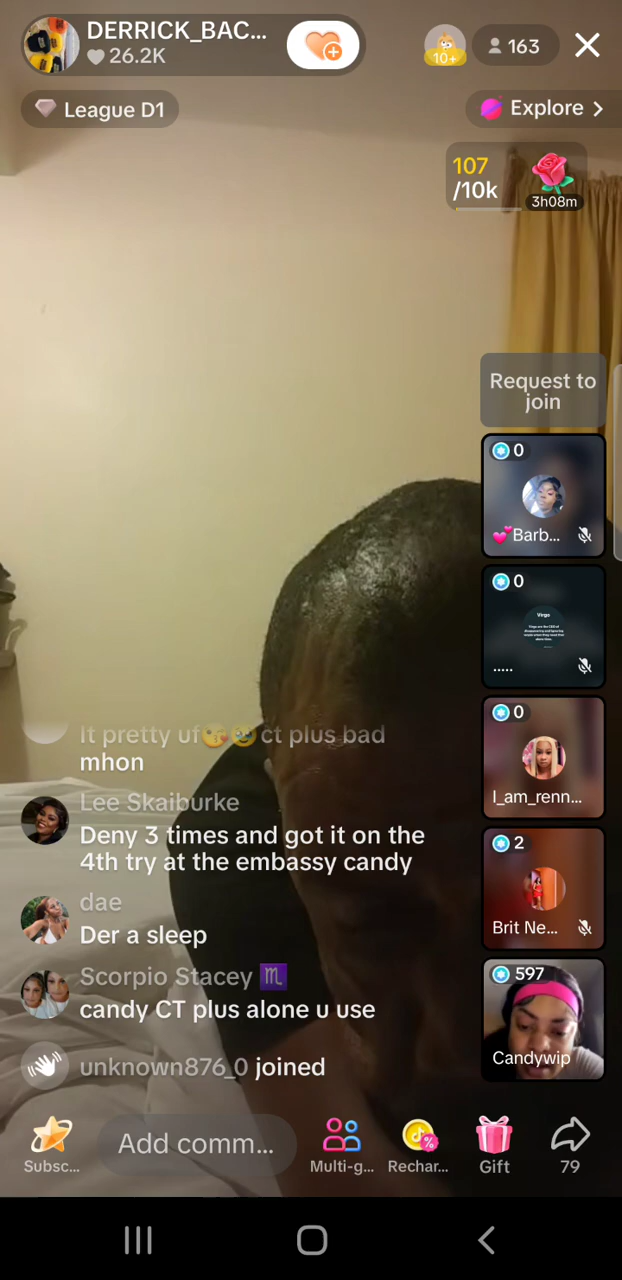 DERRICK_BAC...
26.2K
10+
163
League D1
Explore
107
/10k
3h08m
Request to
join
0
💕Barb...
0
Virgo
.....
0
I_am_renn...
2
Brit Ne...
597
Candywip
It pretty uf😘🥹ct plus bad
mhon
Lee Skaiburke
Deny 3 times and got it on the
4th try at the embassy candy
dae
Der a sleep
Scorpio Stacey ♏
candy CT plus alone u use
unknown876_0 joined
Subsc...
Add comm...
Multi-g...
Rechar...
Gift
79